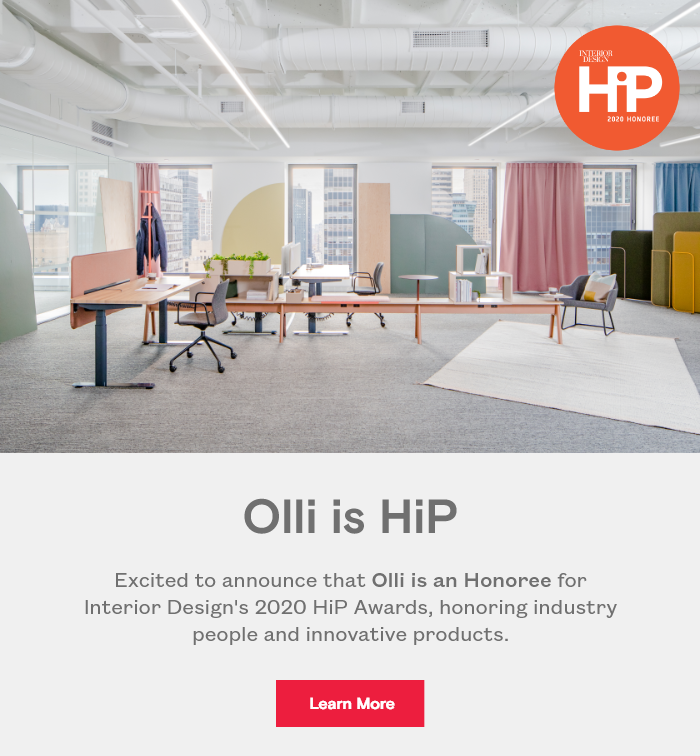 INTERIOR
DESIGN
HiP
2020 HONOREE
Olli is HiP
Excited to announce that Olli is an Honoree for
Interior Design's 2020 HiP Awards, honoring industry
people and innovative products.
Learn More